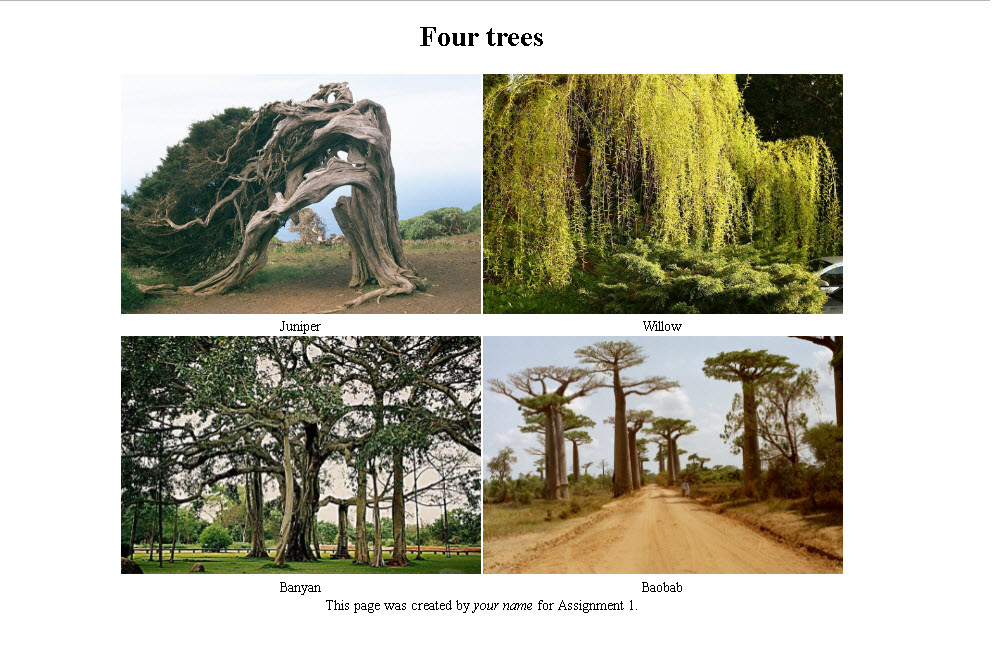 Four trees
Juniper
Willow
Banyan
Baobab
This page was created by your name for Assignment 1.